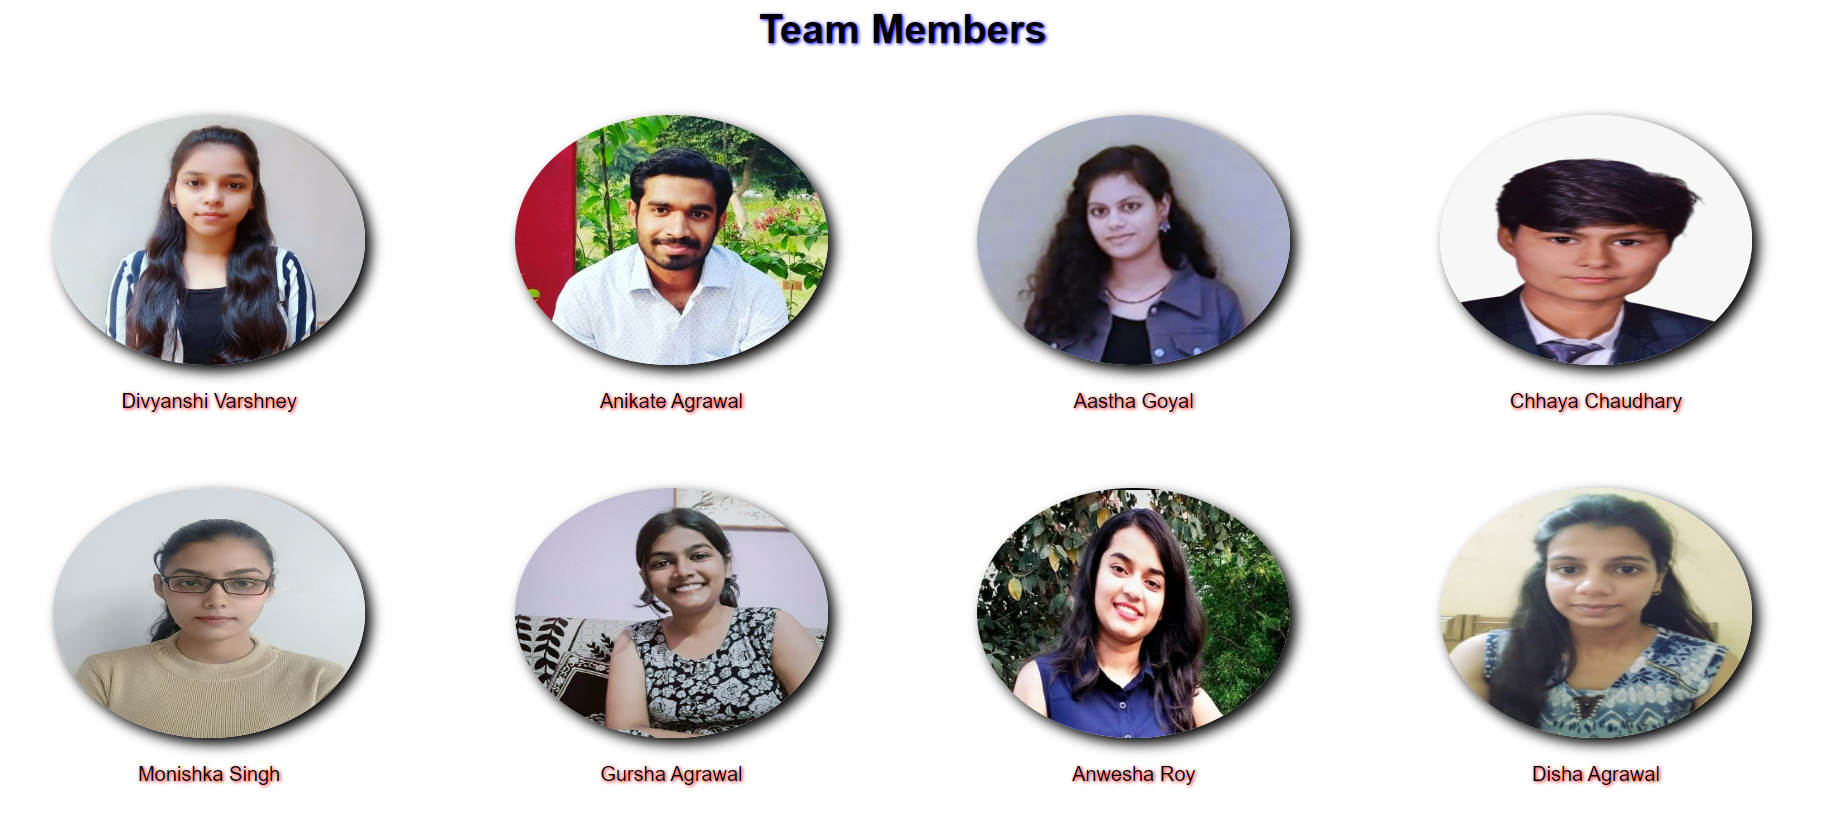 Team Members
Divyanshi Varshney
Anikate Agrawal
Aastha Goyal
Chhaya Chaudhary
Monishka Singh
Gursha Agrawal
Anwesha Roy
Disha Agrawal